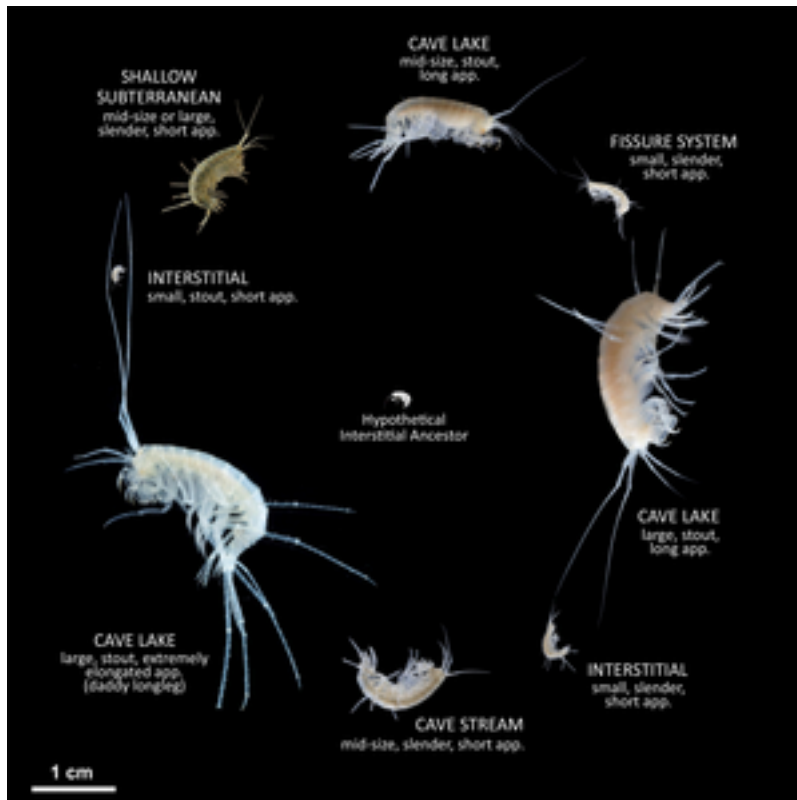 CAVE LAKE
mid-size, stout,
long app.
SHALLOW
SUBTERRANEAN
mid-size or large,
slender, short app.
FISSURE SYSTEM
small, slender,
short app.
INTERSTITIAL
small, stout, short app.
Hypothetical
Interstitial Ancestor
CAVE LAKE
large, stout,
long app.
CAVE LAKE
large, stout, extremely
elongated app.
(daddy longleg)
INTERSTITIAL
small, slender,
short app.
CAVE STREAM
mid-size, slender, short app.
1 cm